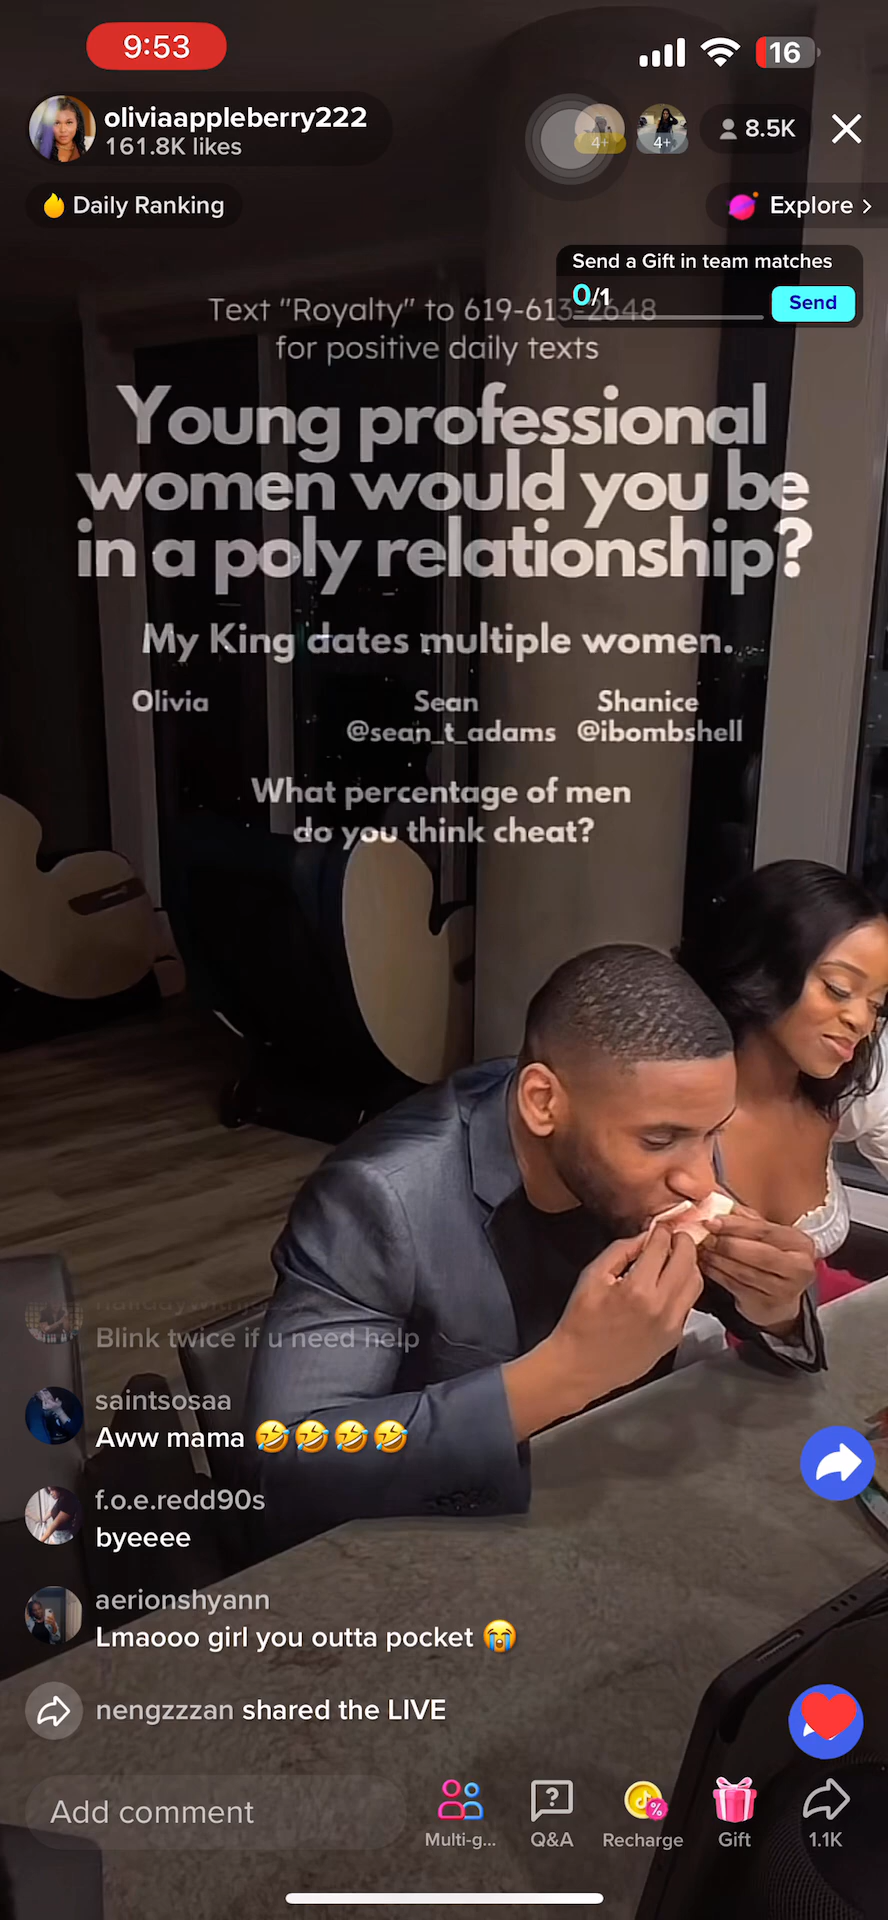 9:53
16
oliviaappleberry222
161.8K likes
4+
4+
8.5K
Daily Ranking
Explore >
Send a Gift in team matches
0/1
Send
Text "Royalty" to 619-613-2648
for positive daily texts
Young professional
women would you be
in a poly relationship?
My King dates multiple women.
Olivia
Sean
Shanice
@sean_t_adams
@ibombshell
What percentage of men
do you think cheat?
Blink twice if u need help
saintsosaa
Aww mama 🤣🤣🤣🤣
f.o.e.redd90s
byeeee
aerionshyann
Lmaooo girl you outta pocket 😭
nengzzzan shared the LIVE
Add comment
Multi-g...
Q&A
Recharge
Gift
1.1K